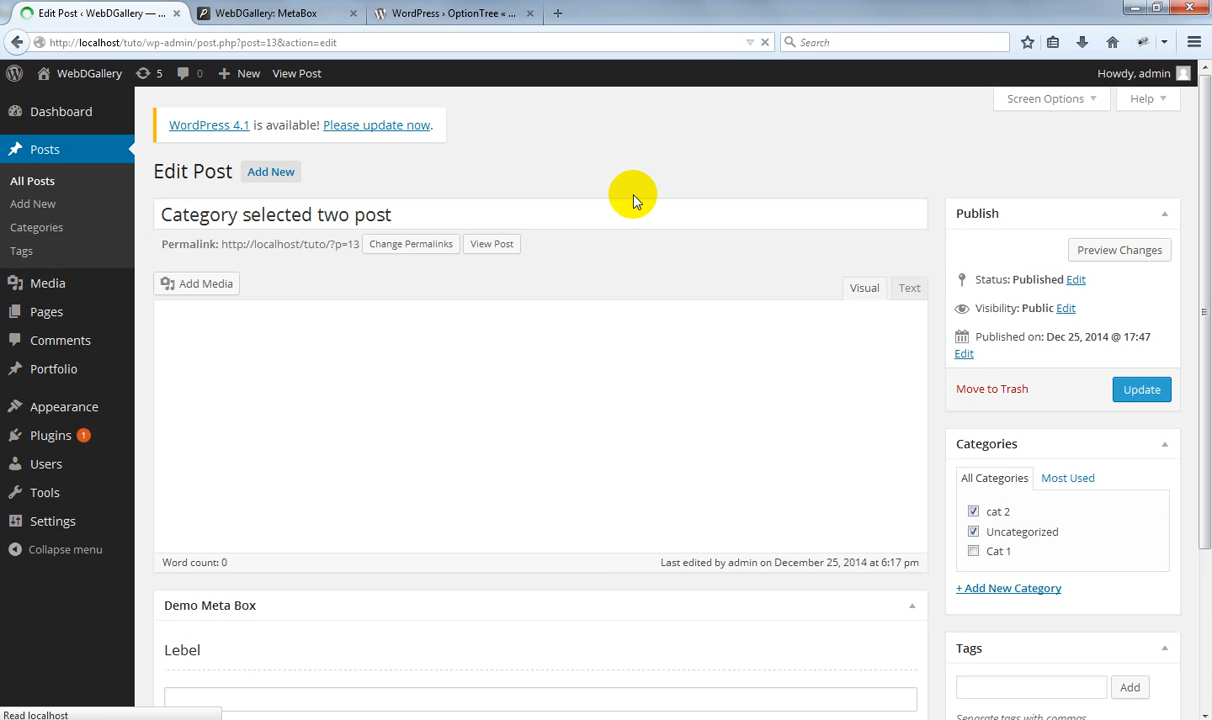 Edit Post ‹ WebDGallery — ...
WebDGallery: MetaBox
WordPress › OptionTree « ...
http://localhost/tuto/wp-admin/post.php?post=13&action=edit
Search
WebDGallery
5
0
New
View Post
Howdy, admin
Screen Options
Help
Dashboard
Posts
All Posts
Add New
Categories
Tags
Media
Pages
Comments
Portfolio
Appearance
Plugins 1
Users
Tools
Settings
Collapse menu
WordPress 4.1 is available! Please update now.
Edit Post
Add New
Category selected two post
Permalink: http://localhost/tuto/?p=13
Change Permalinks
View Post
Add Media
Visual
Text
Word count: 0
Last edited by admin on December 25, 2014 at 6:17 pm
Demo Meta Box
Lebel
Publish
Preview Changes
Status: Published Edit
Visibility: Public Edit
Published on: Dec 25, 2014 @ 17:47
Edit
Move to Trash
Update
Categories
All Categories
Most Used
cat 2
Uncategorized
Cat 1
+ Add New Category
Tags
Add
Separate tags with commas
Read localhost